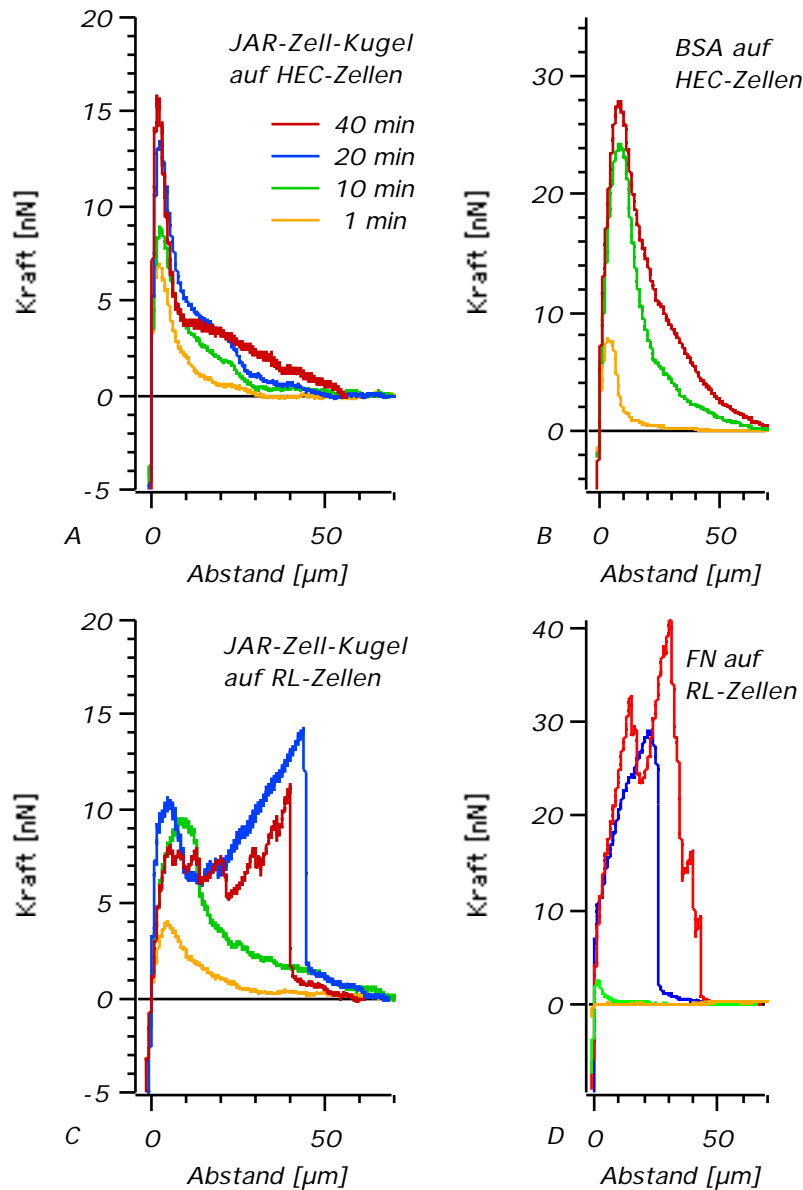 20
JAR-Zell-Kugel
auf HEC-Zellen
15
40 min
20 min
10 min
1 min
10
5
0
-5
Kraft [nN]
A
0
50
Abstand [µm]
BSA auf
HEC-Zellen
30
20
10
0
Kraft [nN]
B
0
50
Abstand [µm]
20
JAR-Zell-Kugel
auf RL-Zellen
15
10
5
0
-5
Kraft [nN]
C
0
50
Abstand [µm]
40
FN auf
RL-Zellen
30
20
10
0
Kraft [nN]
D
0
50
Abstand [µm]